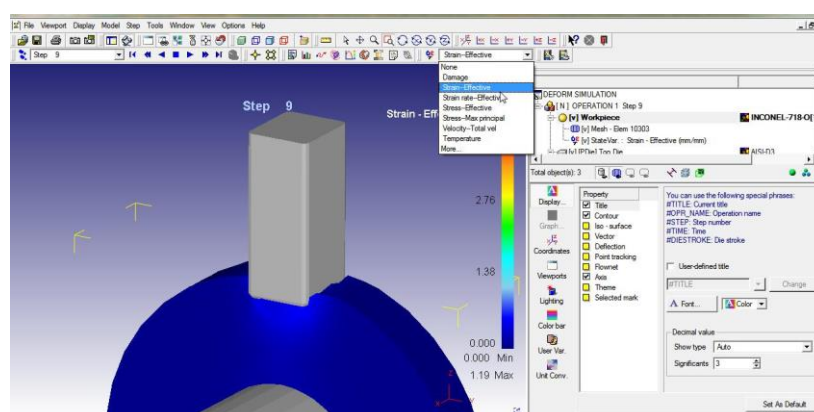 File Viewport Display Model Step Tools Window View Options Help
Step 9
Strain-Effective
None
Damage
Strain-Effective
Strain rate-Effective
Stress-Effective
Stress-Max principal
Velocity-Total vel
Temperature
More...
Step 9
Strain - Eff
2.76
1.38
0.000
0.000 Min
1.19 Max
DEFORM SIMULATION
[N] OPERATION 1 Step 9
[v] Workpiece INCONEL-718-O[
[v] Mesh - Elem 10303
[v] StateVar. : Strain - Effective (mm/mm)
Top Die AISI-D3
Total object(s): 3
Display...
Graph...
Coordinates
Viewports
Lighting
Color bar
User Var.
Unit Conv.
Property
Title
Contour
Iso - surface
Vector
Deflection
Point tracking
Flownet
Axis
Theme
Selected mark
You can use the following special phrases:
#TITLE: Current title
#OPR_NAME: Operation name
#STEP: Step number
#TIME: Time
#DIESTROKE: Die stroke
User-defined title
#TITLE Change
A Font... Color
Decimal value
Show type Auto
Significants 3
Set As Default